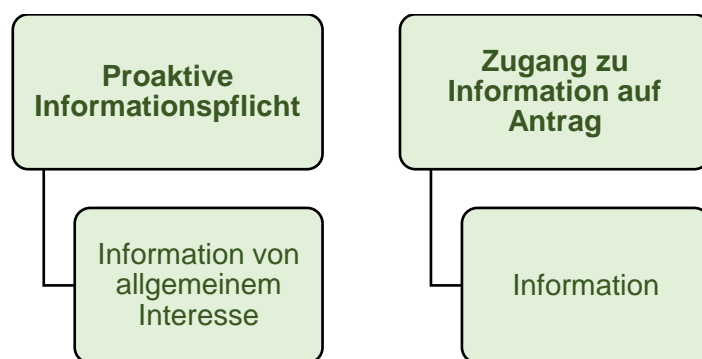 Proaktive
Informationspflicht
Information von
allgemeinem
Interesse
Zugang zu
Information auf
Antrag
Information